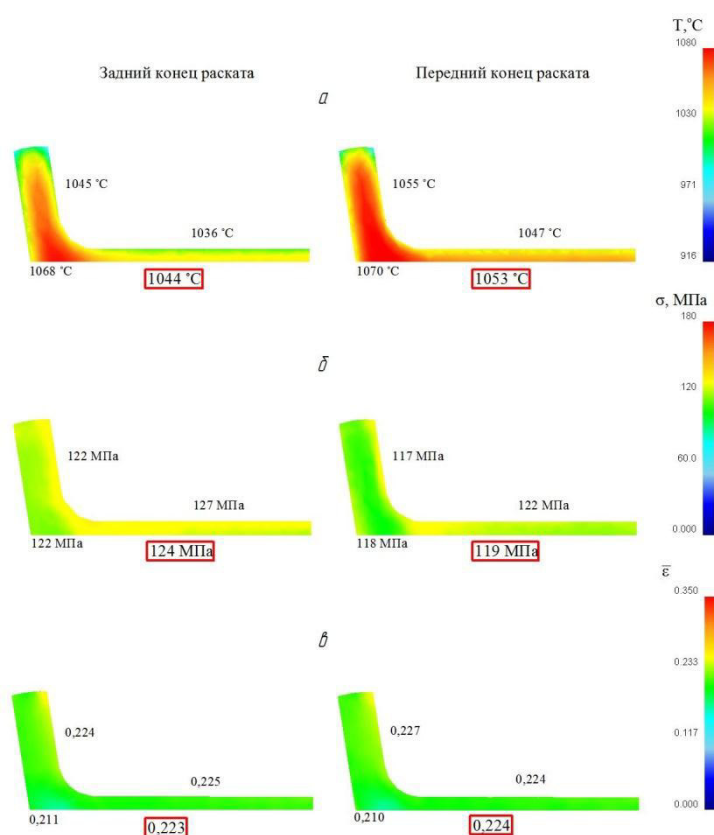 T,°C
Задний конец раската
Передний конец раската
а
1080
1030
971
916
1045 °C
1036 °C
1068 °C
1044 °C
1055 °C
1047 °C
1070 °C
1053 °C
σ, МПа
б
180
120
60.0
0.000
122 МПа
127 МПа
122 МПа
124 МПа
117 МПа
122 МПа
118 МПа
119 МПа
ε̅
в
0.350
0.233
0.117
0.000
0,224
0,225
0,211
0,223
0,227
0,224
0,210
0,224